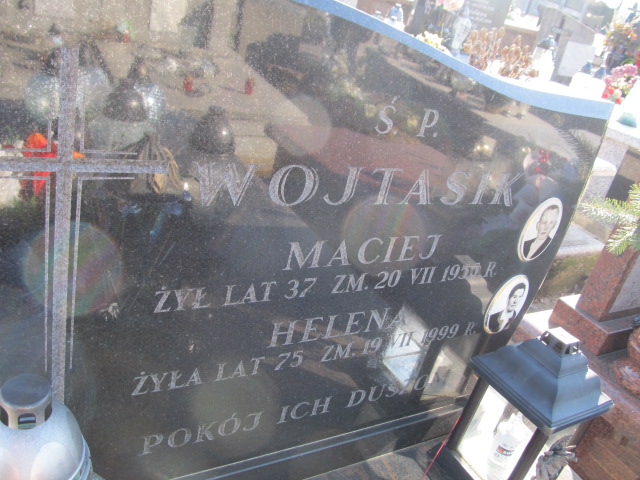 Ś P.
WOJTASIK
MACIEJ
ŻYŁ LAT 37 ZM. 20 VII R.
HELENA
ŻYŁA LAT 75 ZM. 19 VII 1999 R.
POKÓJ ICH DUSZOM